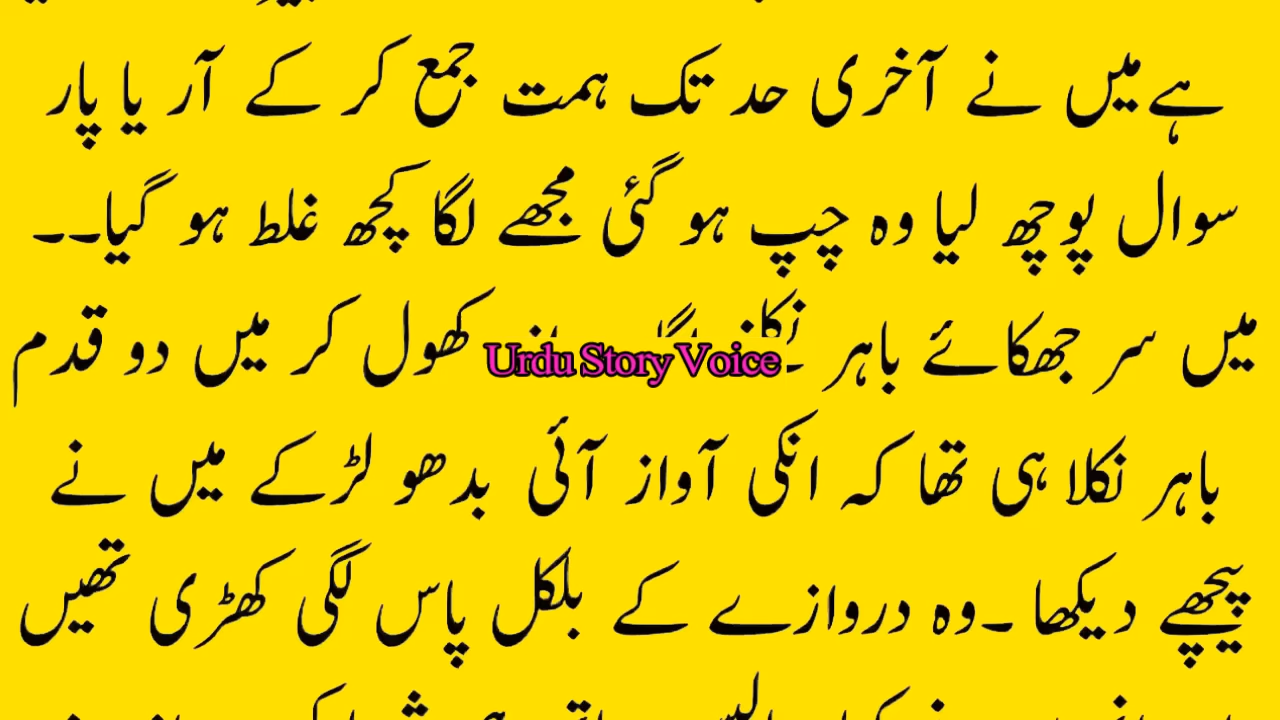 ہے میں نے آخری حد تک ہمت جمع کر کے آر یا پار
سوال پوچھ لیا وہ چپ ہو گئی مجھے لگا کچھ غلط ہو گیا۔۔
میں سر جھکائے باہر کھول کر میں دو قدم
Urdu Story Voice
باہر نکلا ہی تھا کہ انکی آواز آئی بدھو لڑکے میں نے
پیچھے دیکھا ۔وہ دروازے کے بلکل پاس لگی کھڑی تھیں